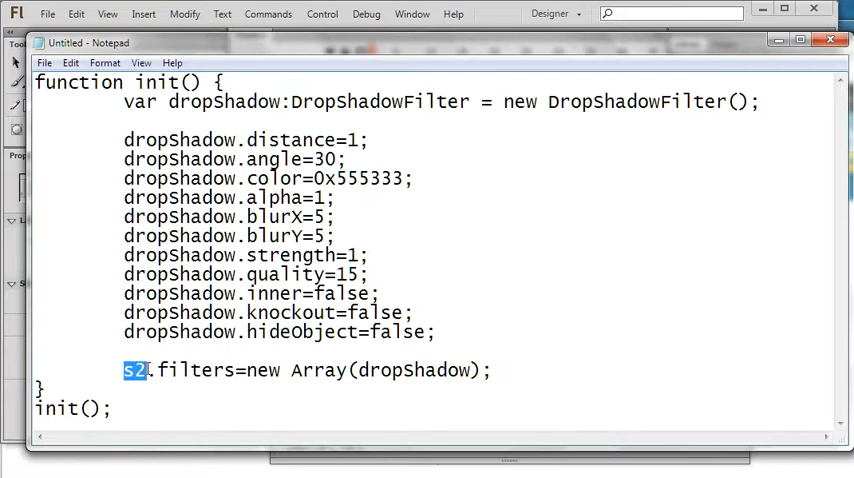 Fl File Edit View Insert Modify Text Commands Control Debug Window Help Designer
Untitled - Notepad
File Edit Format View Help
function init() {
var dropShadow:DropShadowFilter = new DropShadowFilter();
dropShadow.distance=1;
dropShadow.angle=30;
dropShadow.color=0x555333;
dropShadow.alpha=1;
dropShadow.blurX=5;
dropShadow.blurY=5;
dropShadow.strength=1;
dropShadow.quality=15;
dropShadow.inner=false;
dropShadow.knockout=false;
dropShadow.hideObject=false;
s2.filters=new Array(dropShadow);
}
init();